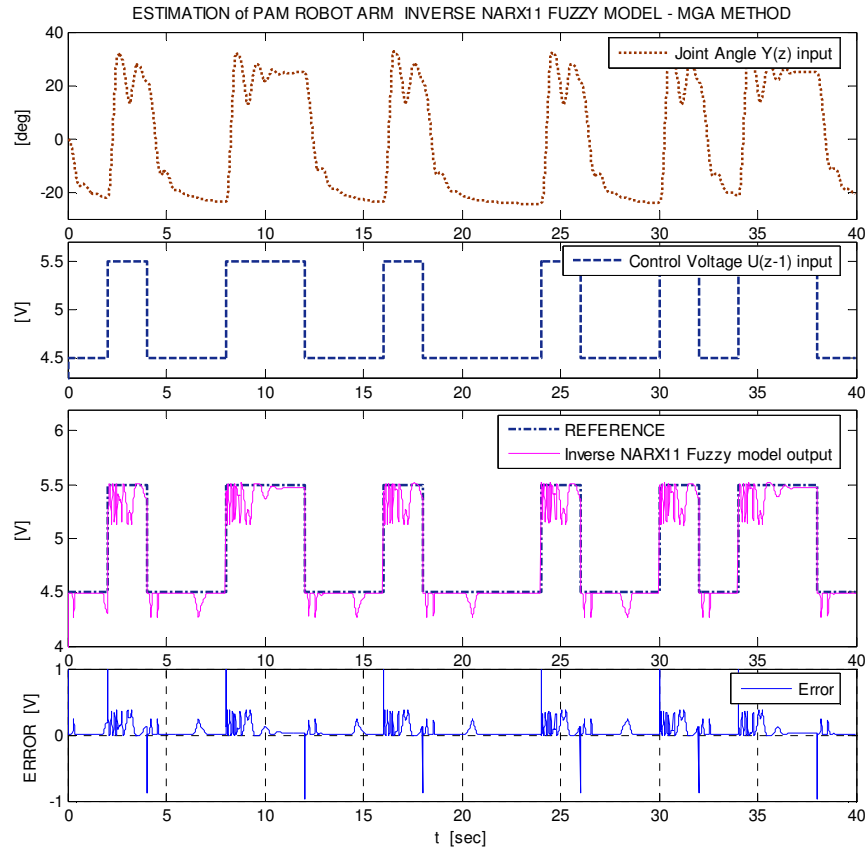 ESTIMATION of PAM ROBOT ARM INVERSE NARX11 FUZZY MODEL - MGA METHOD
40
20
0
-20
[deg]
Joint Angle Y(z) input
0 5 10 15 20 25 30 35 40
5.5
5
4.5
[V]
Control Voltage U(z-1) input
0 5 10 15 20 25 30 35 40
6
5.5
5
4.5
4
[V]
REFERENCE
Inverse NARX11 Fuzzy model output
0 5 10 15 20 25 30 35 40
1
0
-1
ERROR [V]
Error
0 5 10 15 20 25 30 35 40
t [sec]